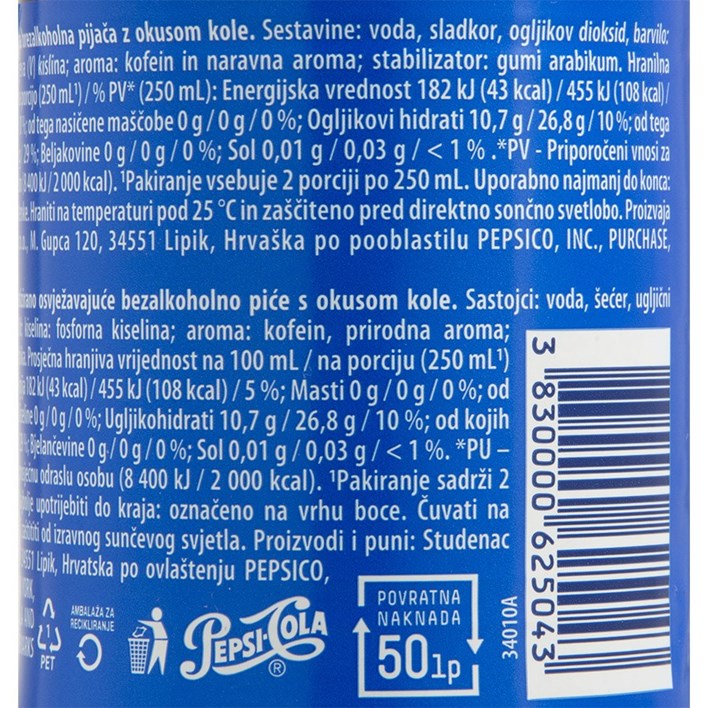 brezalkoholna pijača z okusom kole. Sestavine: voda, sladkor, ogljikov dioksid, barvilo:
(V) kislina; aroma: kofein in naravna aroma; stabilizator: gumi arabikum. Hranilna
porcijo (250 mL¹) / % PV* (250 mL): Energijska vrednost 182 kJ (43 kcal) / 455 kJ (108 kcal) /
%; od tega nasičene maščobe 0 g / 0 g / 0 %; Ogljikovi hidrati 10,7 g / 26,8 g / 10 %; od tega
29 %; Beljakovine 0 g / 0 g / 0 %; Sol 0,01 g / 0,03 g / < 1 % .*PV - Priporočeni vnosi za
(8 400 kJ / 2 000 kcal). ¹Pakiranje vsebuje 2 porciji po 250 mL. Uporabno najmanj do konca:
Hraniti na temperaturi pod 25 °C in zaščiteno pred direktno sončno svetlobo. Proizvaja
M. Gupca 120, 34551 Lipik, Hrvaška po pooblastilu PEPSICO, INC., PURCHASE,
osvježavajuće bezalkoholno piće s okusom kole. Sastojci: voda, šećer, ugljični
kiselina: fosforna kiselina; aroma: kofein, prirodna aroma;
Prosječna hranjiva vrijednost na 100 mL / na porciju (250 mL¹)
182 kJ (43 kcal) / 455 kJ (108 kcal) / 5 %; Masti 0 g / 0 g / 0 %; od
0 g / 0 g / 0 %; Ugljikohidrati 10,7 g / 26,8 g / 10 %; od kojih
%; Bjelančevine 0 g / 0 g / 0 %; Sol 0,01 g / 0,03 g / < 1 %. *PU –
odraslu osobu (8 400 kJ / 2 000 kcal). ¹Pakiranje sadrži 2
upotrijebiti do kraja: označeno na vrhu boce. Čuvati na
od izravnog sunčevog svjetla. Proizvodi i puni: Studenac
34551 Lipik, Hrvatska po ovlaštenju PEPSICO,
AND
1
PET
AMBALAŽA ZA
RECIKLIRANJE
PEPSI-COLA
®
POVRATNA
NAKNADA
50 lp
34010A
3 830000 625043